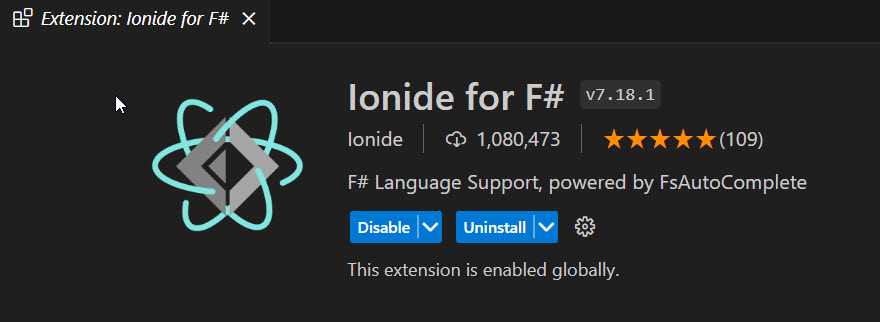 Extension: Ionide for F#
Ionide for F# v7.18.1
Ionide 1,080,473 (109)
F# Language Support, powered by FsAutoComplete
Disable Uninstall
This extension is enabled globally.